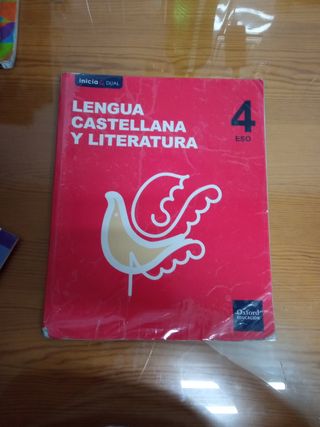 inicia DUAL
LENGUA
CASTELLANA
Y LITERATURA
4
ESO
Oxford
EDUCACIÓN